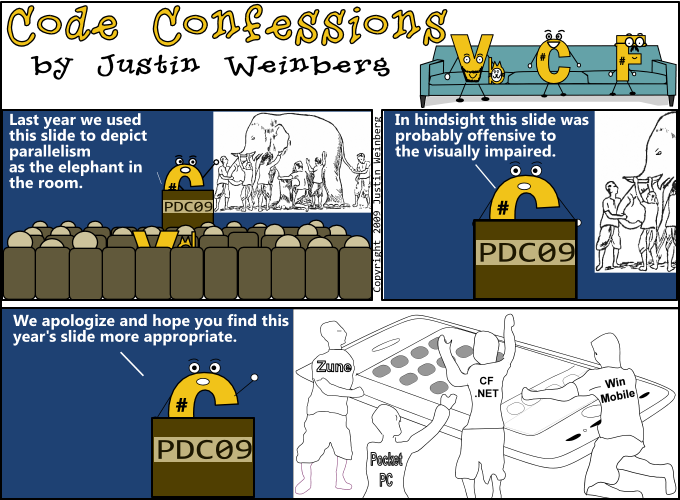 Code Confessions
by Justin Weinberg
V b # C # F
Last year we used
this slide to depict
parallelism
as the elephant in
the room.
#
PDC09
Copyright 2009 Justin Weinberg
In hindsight this slide was
probably offensive to
the visually impaired.
#
PDC09
We apologize and hope you find this
year's slide more appropriate.
#
PDC09
Zune
CF
.NET
Win
Mobile
Pocket
PC